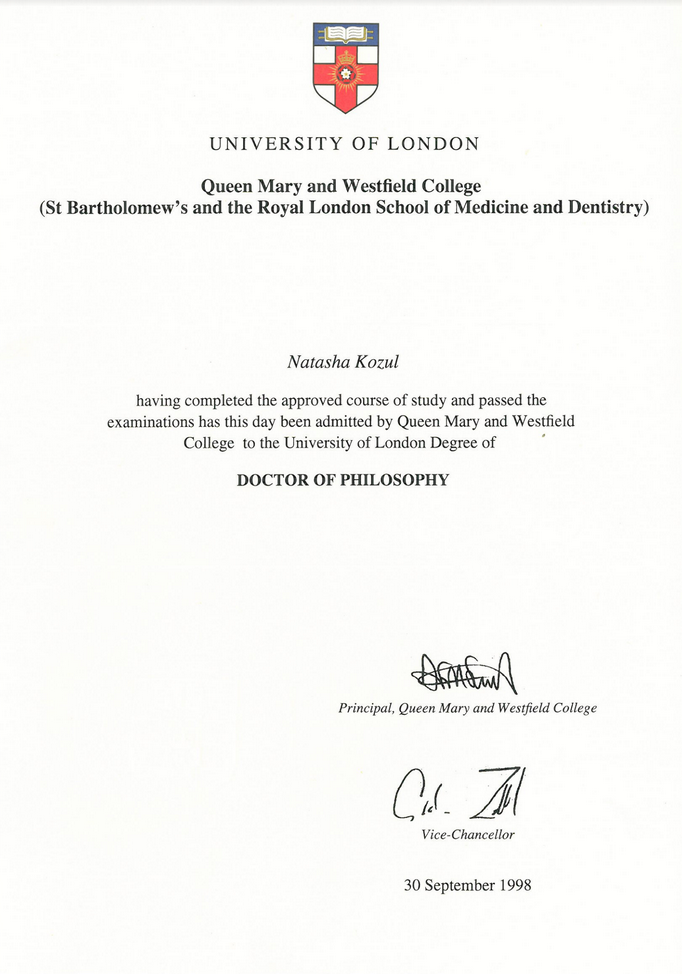 UNIVERSITY OF LONDON
Queen Mary and Westfield College
(St Bartholomew's and the Royal London School of Medicine and Dentistry)
Natasha Kozul
having completed the approved course of study and passed the
examinations has this day been admitted by Queen Mary and Westfield
College to the University of London Degree of
DOCTOR OF PHILOSOPHY
Principal, Queen Mary and Westfield College
Vice-Chancellor
30 September 1998